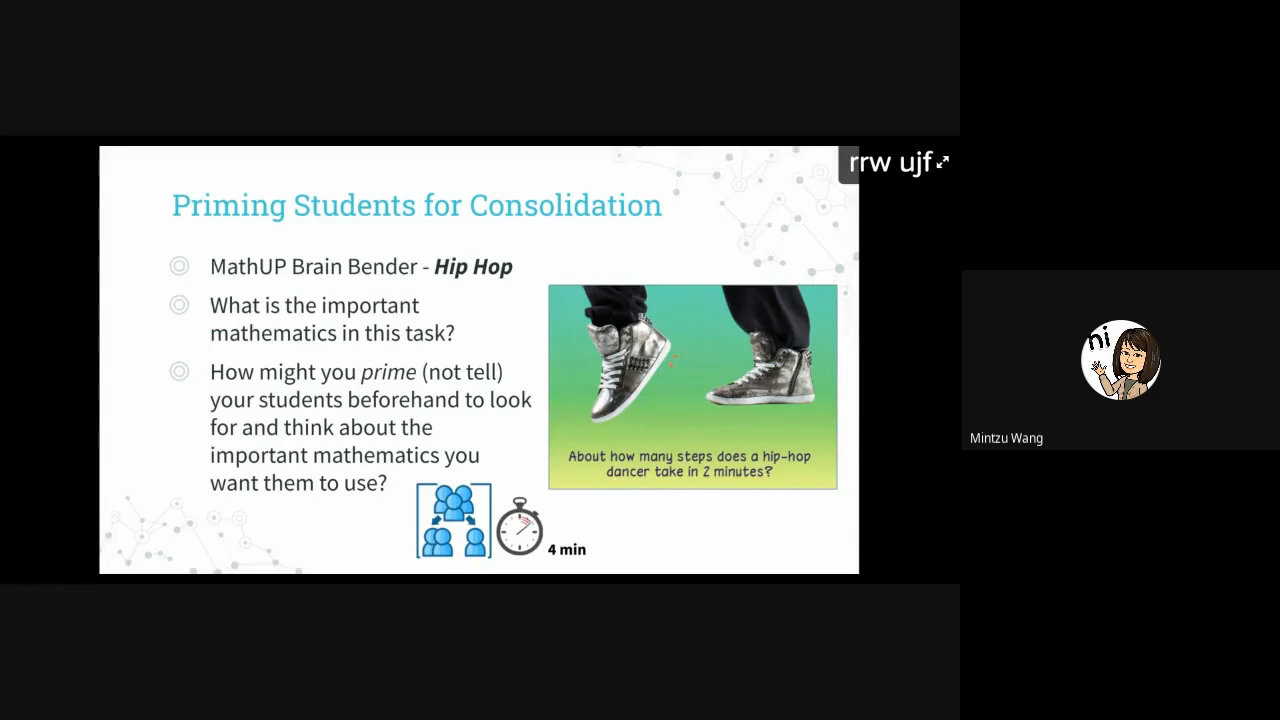 rrw ujf
Priming Students for Consolidation
MathUP Brain Bender - Hip Hop
What is the important
mathematics in this task?
How might you prime (not tell)
your students beforehand to look
for and think about the
important mathematics you
want them to use?
About how many steps does a hip-hop
dancer take in 2 minutes?
4 min
hi
Mintzu Wang